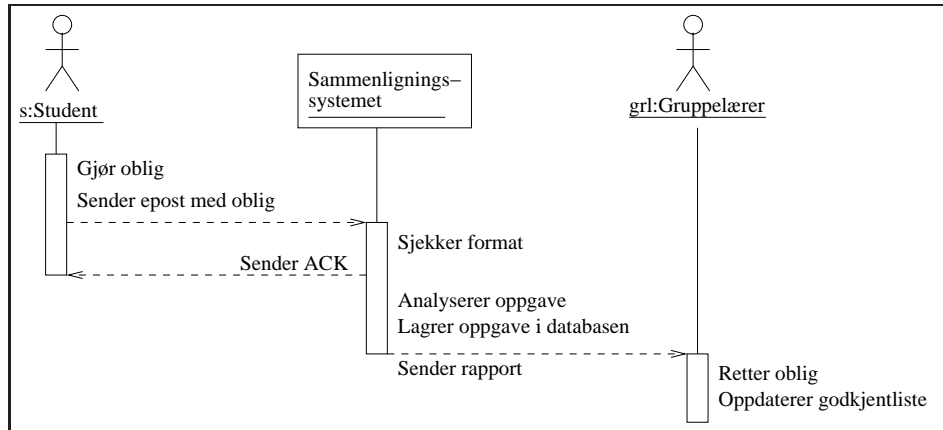 Sammenlignings–
systemet
s:Student
grl:Gruppelærer
Gjør oblig
Sender epost med oblig
Sjekker format
Sender ACK
Analyserer oppgave
Lagrer oppgave i databasen
Sender rapport
Retter oblig
Oppdaterer godkjentliste